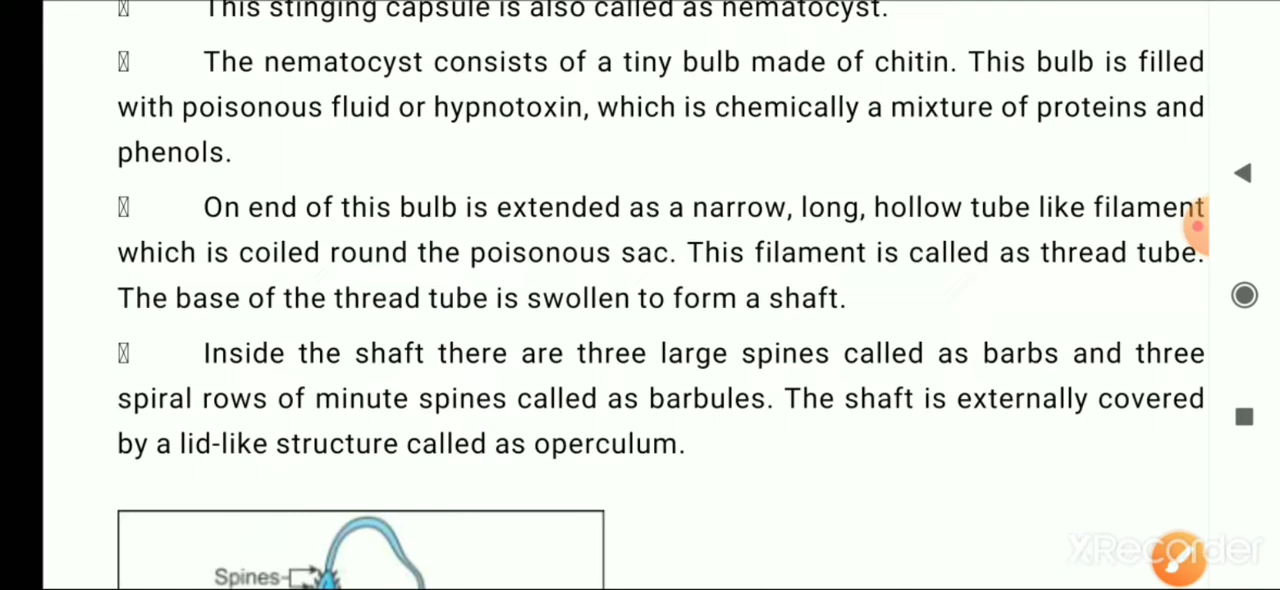 This stinging capsule is also called as nematocyst.
The nematocyst consists of a tiny bulb made of chitin. This bulb is filled
with poisonous fluid or hypnotoxin, which is chemically a mixture of proteins and
phenols.
On end of this bulb is extended as a narrow, long, hollow tube like filament
which is coiled round the poisonous sac. This filament is called as thread tube.
The base of the thread tube is swollen to form a shaft.
Inside the shaft there are three large spines called as barbs and three
spiral rows of minute spines called as barbules. The shaft is externally covered
by a lid-like structure called as operculum.
Spines
XRecorder